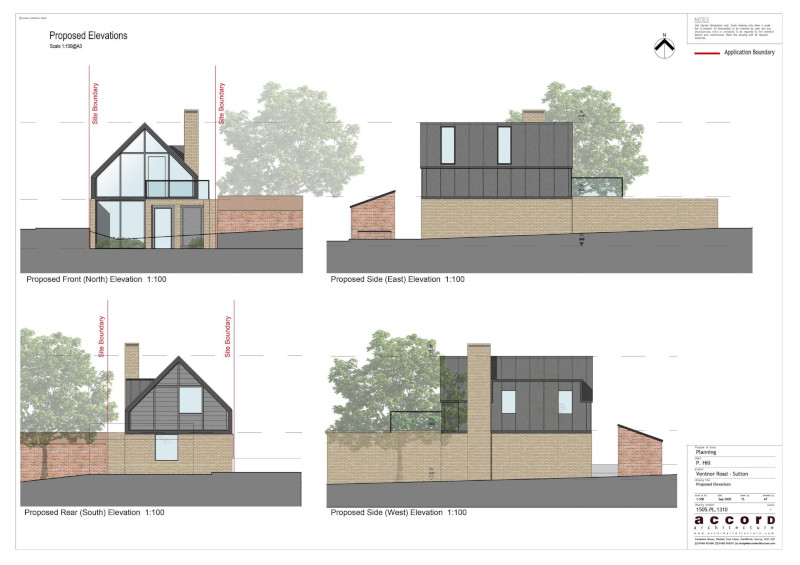 Proposed Elevations
Scale 1:100@A3
NOTES
N
Application Boundary
Site Boundary
Site Boundary
Proposed Front (North) Elevation 1:100
Proposed Side (East) Elevation 1:100
Site Boundary
Site Boundary
Proposed Rear (South) Elevation 1:100
Proposed Side (West) Elevation 1:100
Planning
P. Hill
Ventnor Road - Sutton
Proposed Elevations
1:100 Sep 2020
1505.PL.1310
accord
architecture